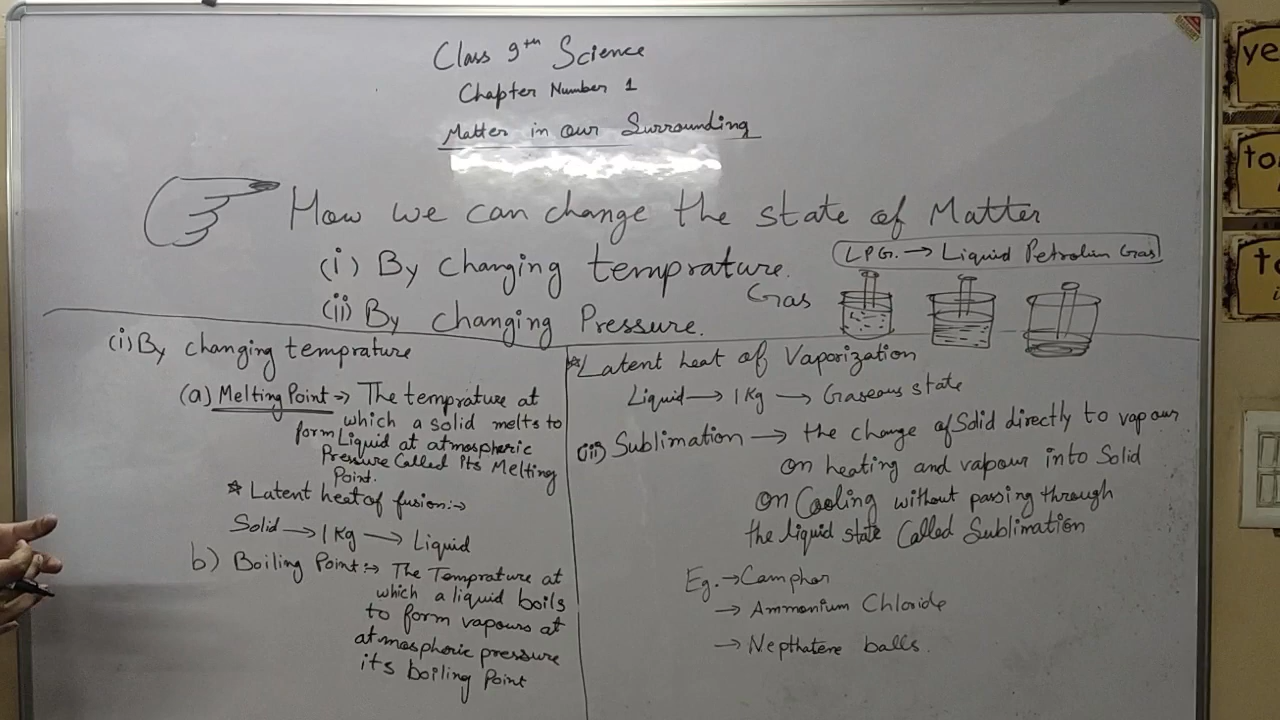 Class 9th Science
Chapter Number 1
Matter in our Surrounding
How we can change the state of Matter
(i) By changing temprature.
(ii) By changing Pressure.
LPG. → Liquid Petrolium Gas
Gas
(i) By changing temprature
(a) Melting Point :→ The temprature at
which a solid melts to
form Liquid at atmospheric
Pressure Called its Melting
Point.
* Latent heat of fusion :→
Solid → 1 Kg → Liquid
b) Boiling Point :→ The Temprature at
which a liquid boils
to form vapours at
atmospheric pressure
its boiling Point
* Latent heat of Vaporization
Liquid → 1 Kg → Gaseous state
(iii) Sublimation → the change of Solid directly to vapour
on heating and vapour into Solid
on Cooling without passing through
the liquid state Called Sublimation
Eg. → Camphor
→ Ammonium Chloride
→ Nepthatene balls.
ye
to